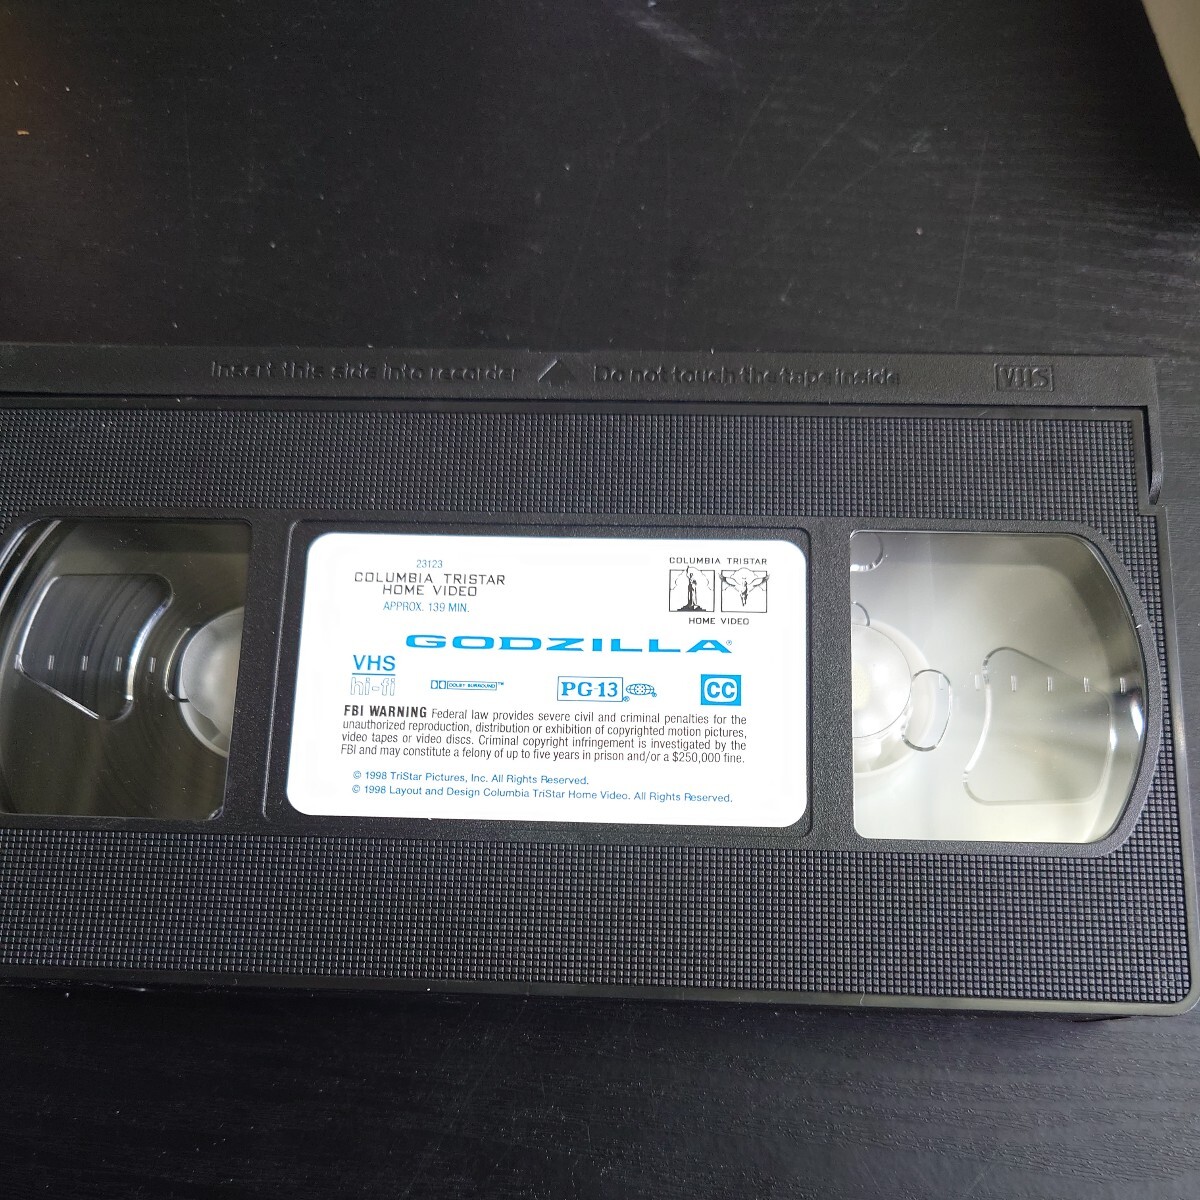 Insert this side into recorder Do not touch the tape inside VHS
23123
COLUMBIA TRISTAR
HOME VIDEO
APPROX. 139 MIN.
COLUMBIA TRISTAR
HOME VIDEO
GODZILLA®
VHS
hi-fi
DOLBY SURROUND™
PG-13®
CC
FBI WARNING Federal law provides severe civil and criminal penalties for the
unauthorized reproduction, distribution or exhibition of copyrighted motion pictures,
video tapes or video discs. Criminal copyright infringement is investigated by the
FBI and may constitute a felony of up to five years in prison and/or a $250,000 fine.
© 1998 TriStar Pictures, Inc. All Rights Reserved.
© 1998 Layout and Design Columbia TriStar Home Video. All Rights Reserved.